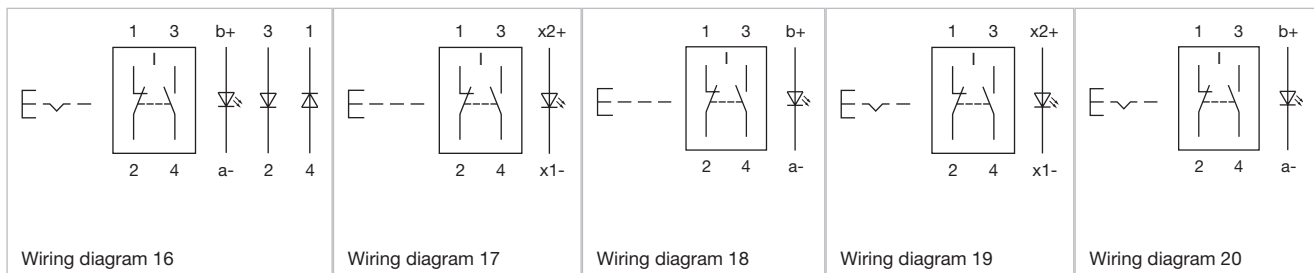 1 3 b+ 3 1
I
2 4 a- 2 4
Wiring diagram 16
1 3 x2+
I
2 4 x1-
Wiring diagram 17
1 3 b+
I
2 4 a-
Wiring diagram 18
1 3 x2+
I
2 4 x1-
Wiring diagram 19
1 3 b+
I
2 4 a-
Wiring diagram 20